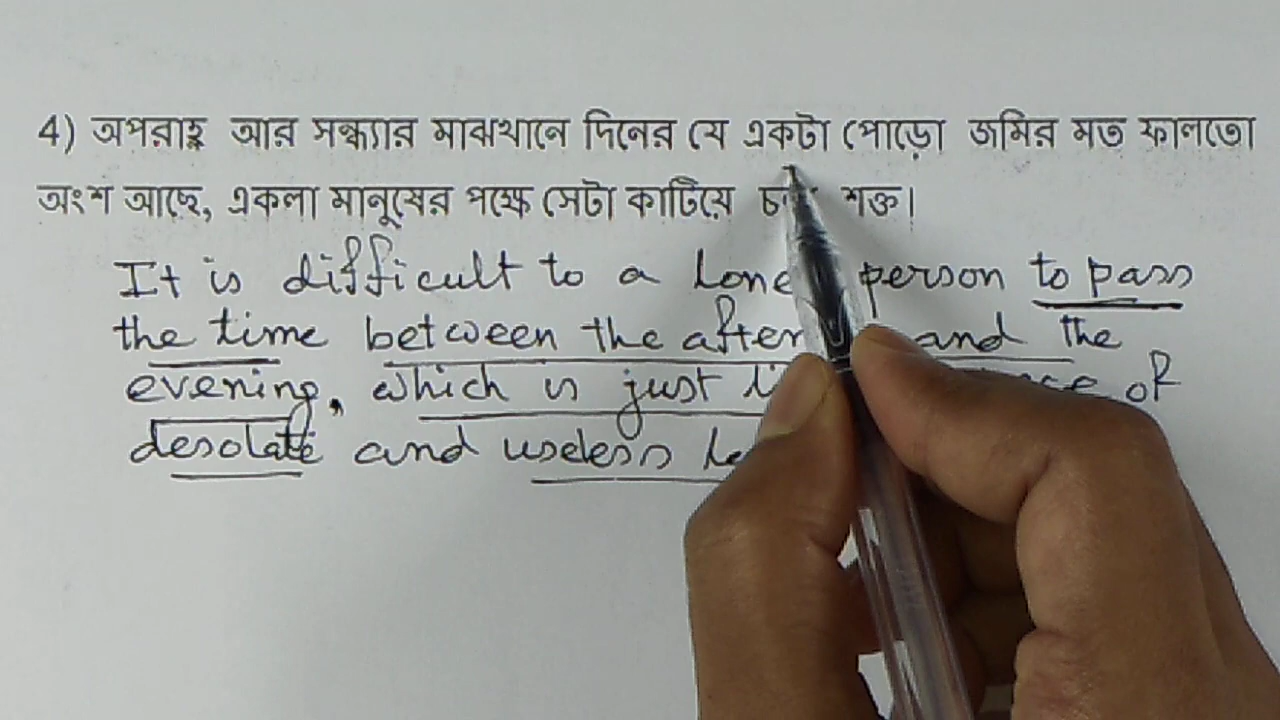 4) অপরাহ্ণ আর সন্ধ্যার মাঝখানে দিনের যে একটা পোড়ো জমির মত ফালতো
অংশ আছে, একলা মানুষের পক্ষে সেটা কাটিয়ে শক্ত।
It is difficult to a person to pass
the time between the and the
evening, which is just of
desolate and useless